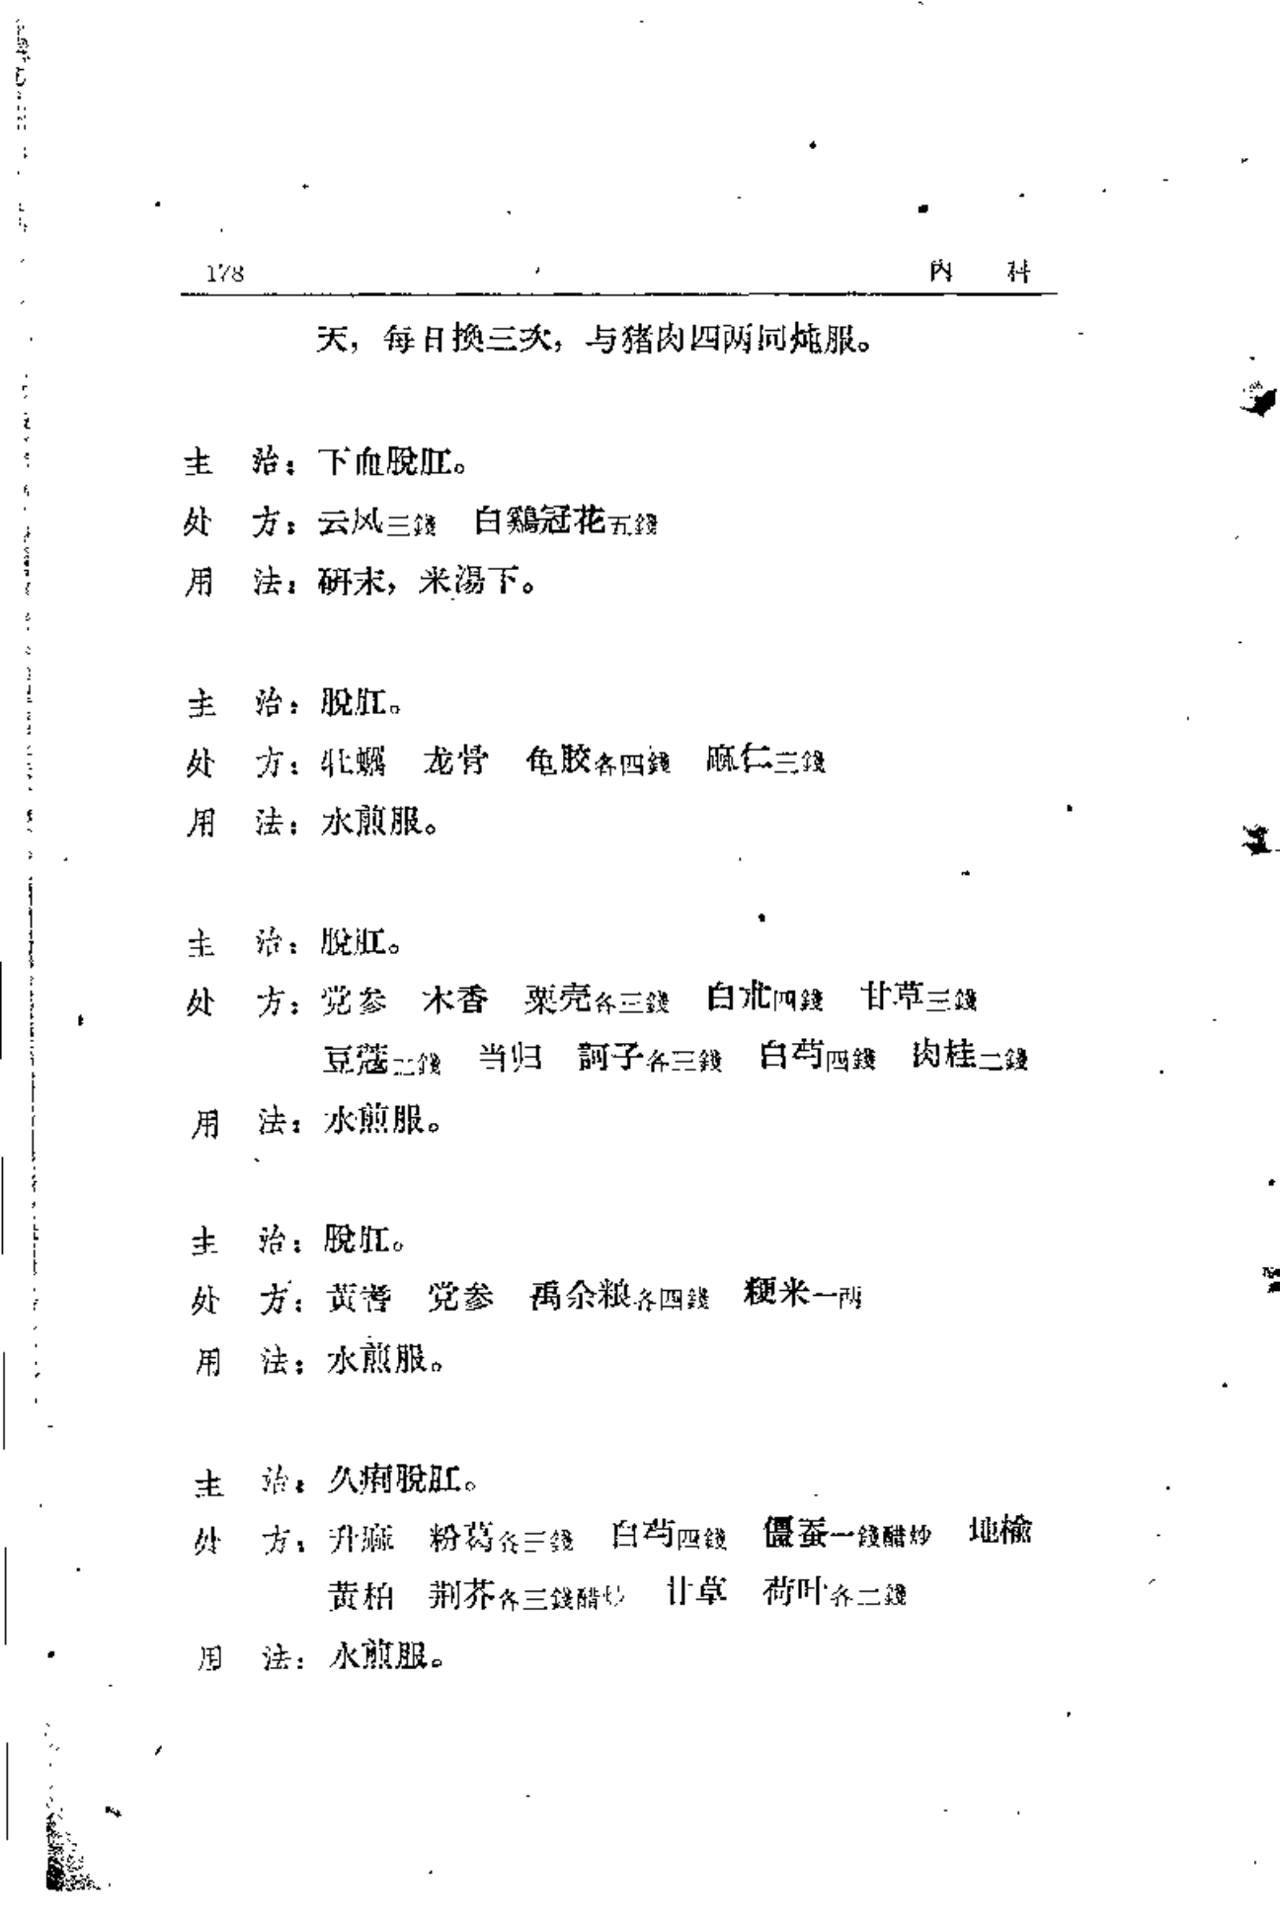 178 内 科
天，每日換三次，与猪肉四两同炖服。
主 治：下血脫肛。
处 方：云风三錢 白鷄冠花五錢
用 法：研末，米湯下。
主 治：脫肛。
处 方：牡蠣 龙骨 龟胶各四錢 麻仁三錢
用 法：水煎服。
主 治：脫肛。
处 方：党参 木香 粟壳各三錢 白朮四錢 甘草三錢
豆蔻二錢 当归 訶子各三錢 白芍四錢 肉桂二錢
用 法：水煎服。
主 治：脫肛。
处 方：黃蓍 党参 禹余粮各四錢 粳米一两
用 法：水煎服。
主 治：久痢脫肛。
处 方：升麻 粉葛各三錢 白芍四錢 僵蚕一錢醋炒 地榆
黃柏 荆芥各三錢醋炒 甘草 荷叶各二錢
用 法：水煎服。